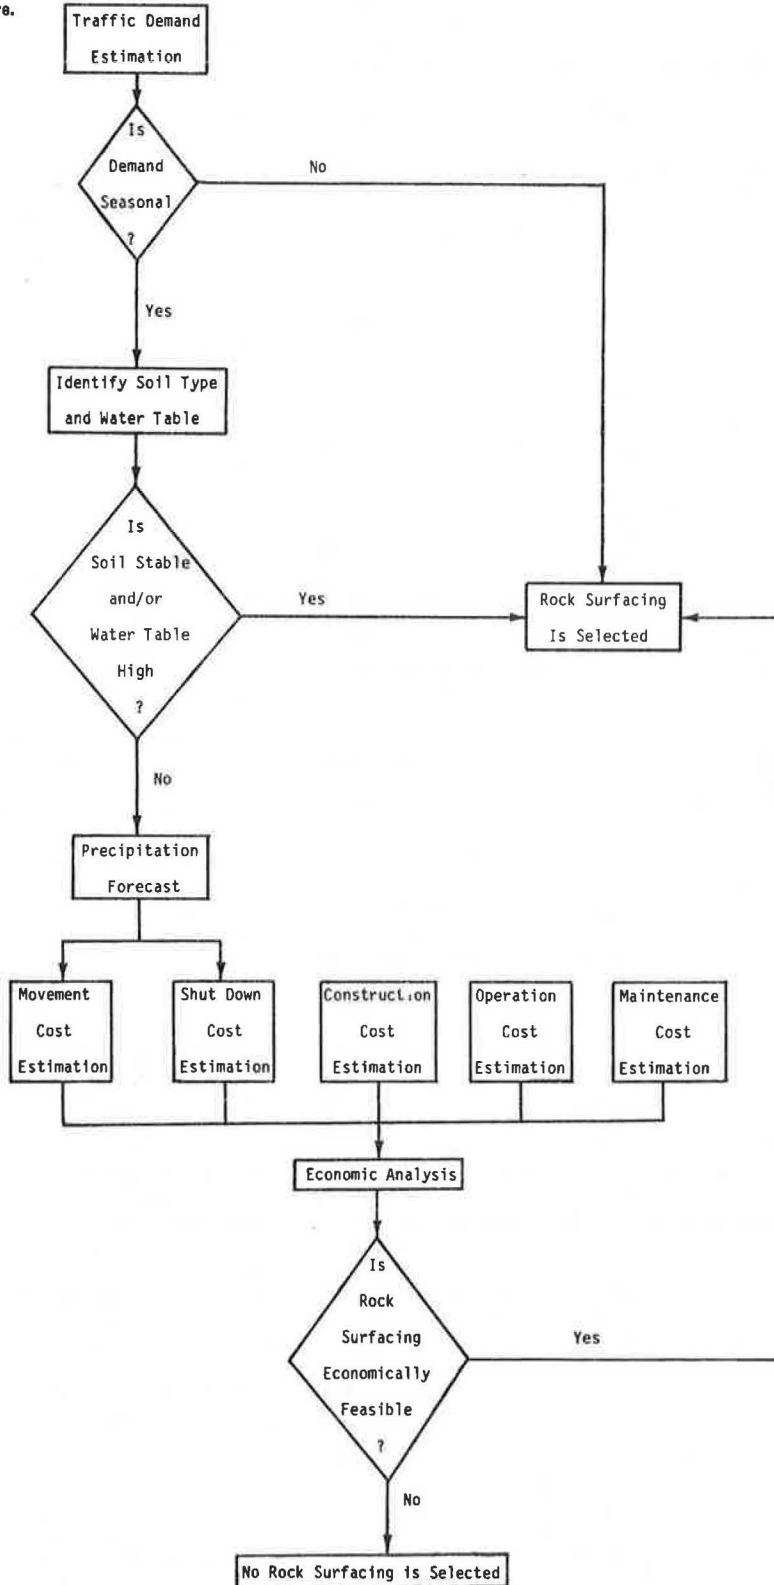 Traffic Demand
Estimation
Is
Demand
Seasonal
?
No
Yes
Identify Soil Type
and Water Table
Is
Soil Stable
and/or
Water Table
High
?
Yes
Rock Surfacing
Is Selected
No
Precipitation
Forecast
Movement
Cost
Estimation
Shut Down
Cost
Estimation
Construction
Cost
Estimation
Operation
Cost
Estimation
Maintenance
Cost
Estimation
Economic Analysis
Is
Rock
Surfacing
Economically
Feasible
?
Yes
No
No Rock Surfacing is Selected